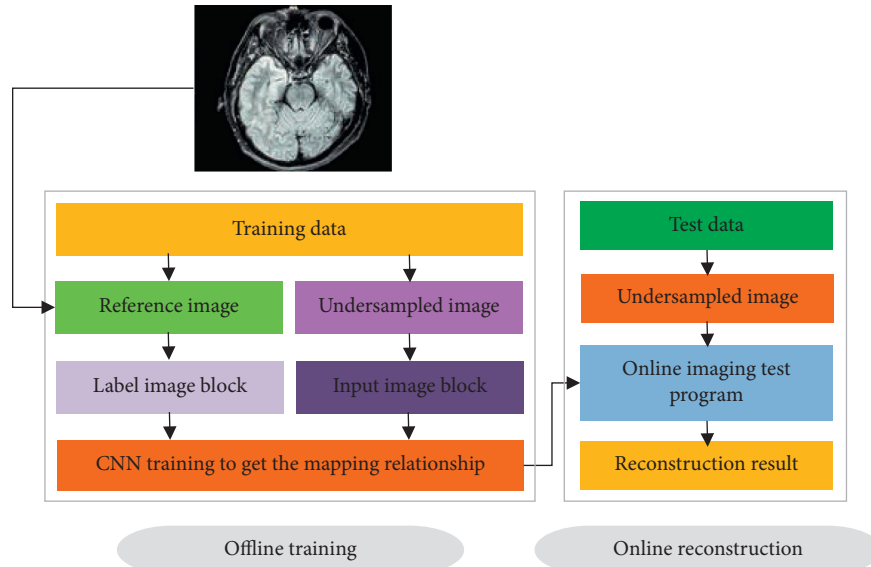 Training data
Reference image
Undersampled image
Label image block
Input image block
CNN training to get the mapping relationship
Offline training
Test data
Undersampled image
Online imaging test
program
Reconstruction result
Online reconstruction